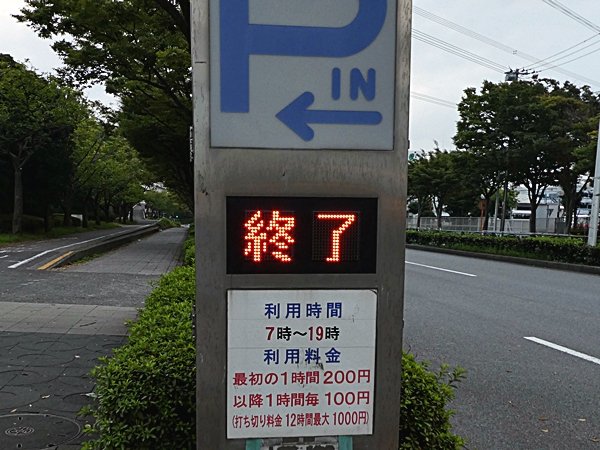 P
IN
終了
利用時間
7時～19時
利用料金
最初の1時間 200円
以降1時間毎 100円
(打ち切り料金 12時間最大 1000円)